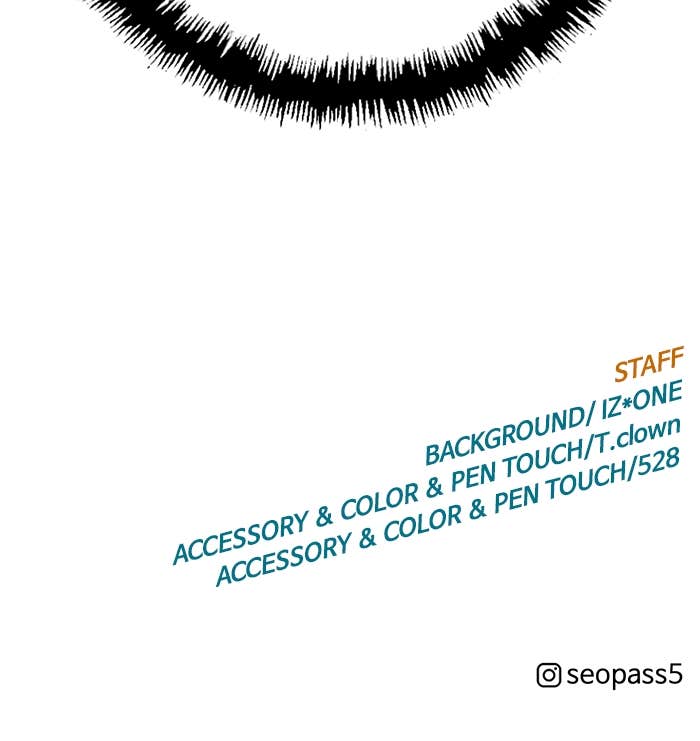 STAFF
BACKGROUND/ IZ*ONE
ACCESSORY & COLOR & PEN TOUCH/T.clown
ACCESSORY & COLOR & PEN TOUCH/528
seopass5